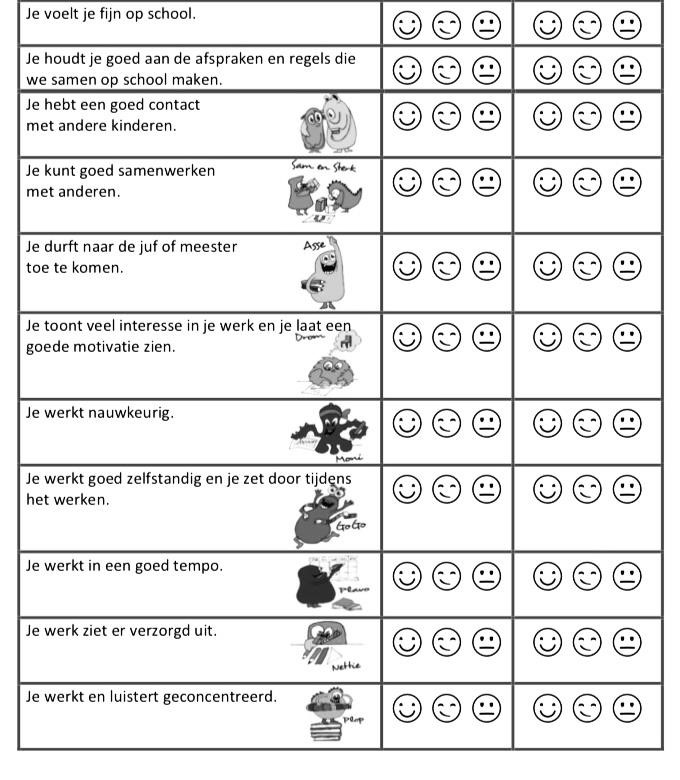 Je voelt je fijn op school.
Je houdt je goed aan de afspraken en regels die
we samen op school maken.
Je hebt een goed contact
met andere kinderen.
Je kunt goed samenwerken
met anderen.
Sam en Sterk
Je durft naar de juf of meester
toe te komen.
Asse
Je toont veel interesse in je werk en je laat een
goede motivatie zien.
Drom
Je werkt nauwkeurig.
Moni
Je werkt goed zelfstandig en je zet door tijdens
het werken.
GoGo
Je werkt in een goed tempo.
Plavo
Je werk ziet er verzorgd uit.
Nettie
Je werkt en luistert geconcentreerd.
Plop